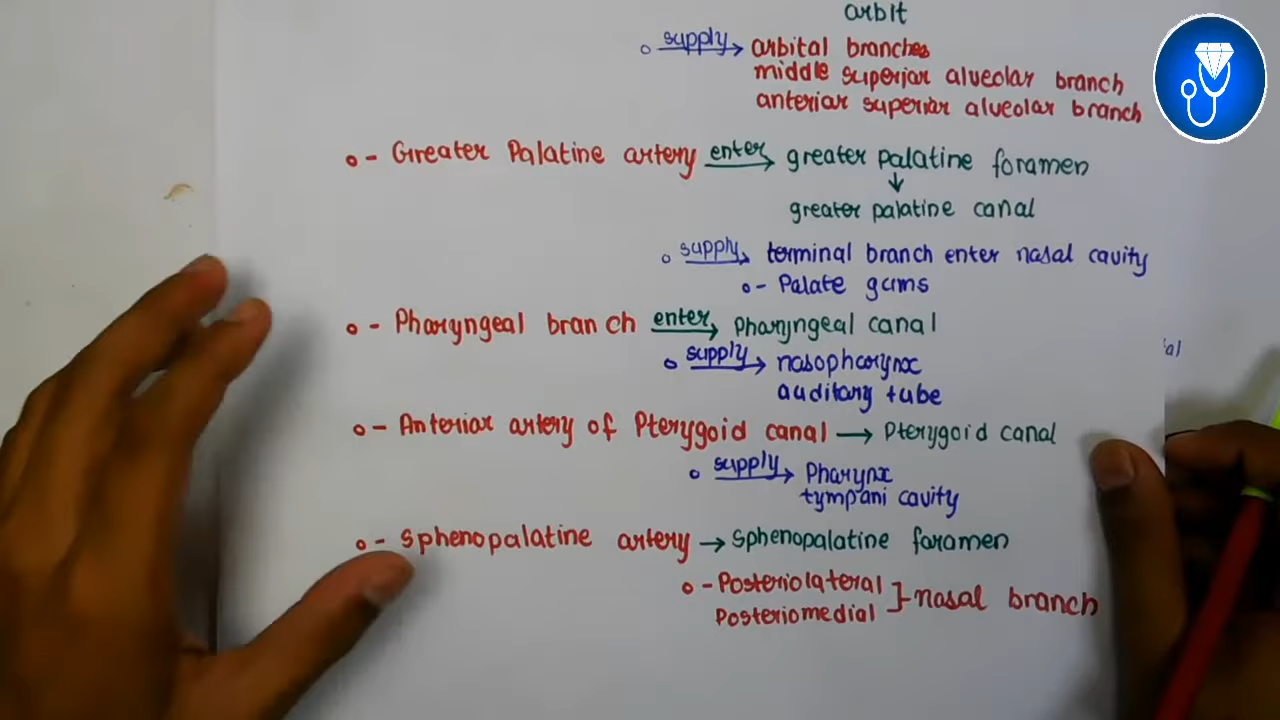 orbit
o supply → orbital branches
middle superior alveolar branch
anterior superior alveolar branch
o - Greater Palatine artery enter → greater palatine foramen
↓
greater palatine canal
o supply → terminal branch enter nasal cavity
o - Palate gums
o - Pharyngeal branch enter → Pharyngeal canal
o supply → nasopharynx
auditory tube
o - Anterior artery of Pterygoid canal → Pterygoid canal
o supply → Pharynx
tympani cavity
o - Sphenopalatine artery → Sphenopalatine foramen
o - Posteriolateral } - nasal branch
Posteriomedial
al